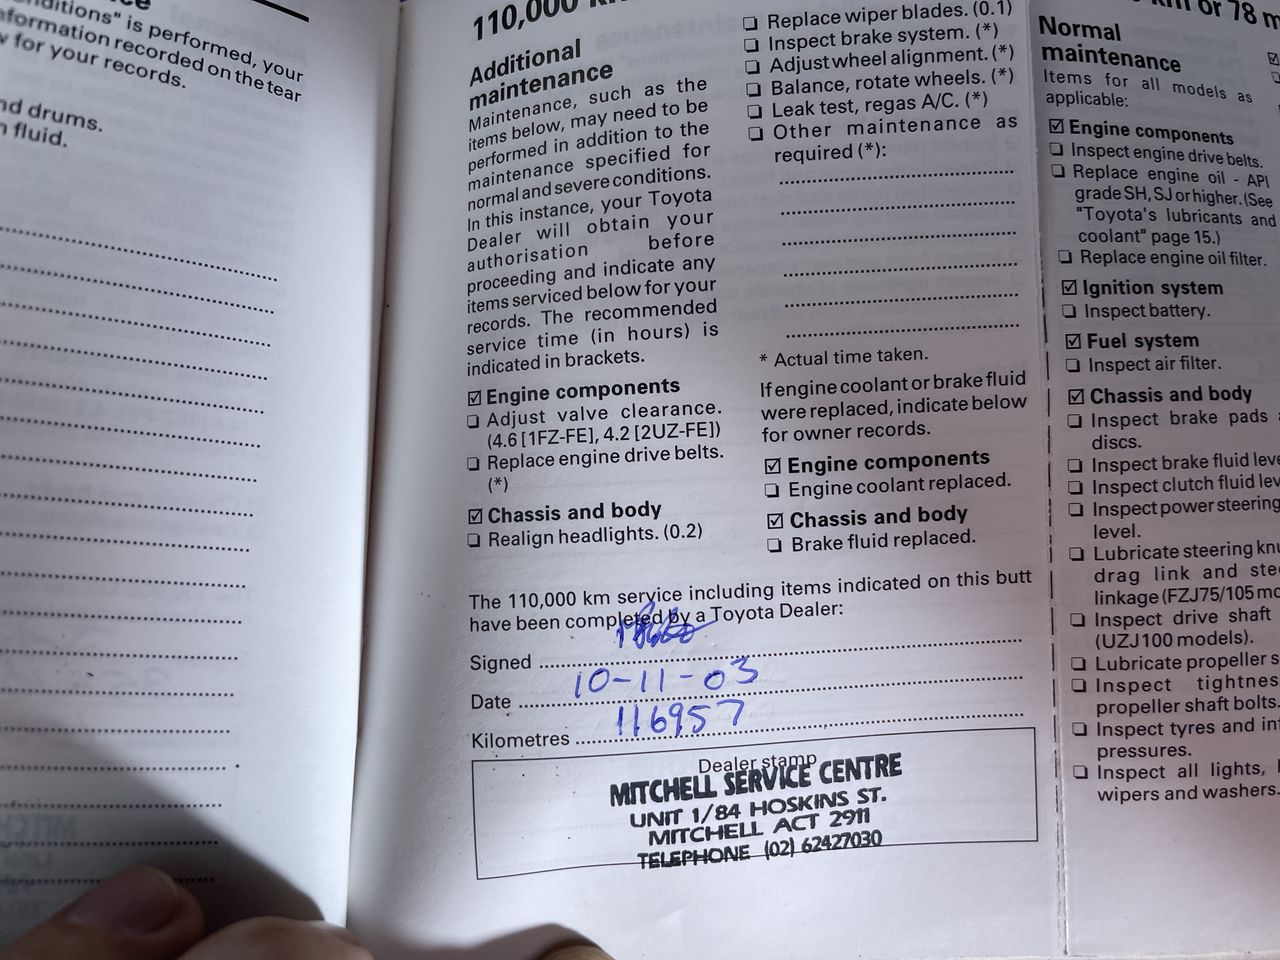 onditions" is performed, your
nformation recorded on the tear
for your records.
nd drums.
fluid.
110,000 km
Additional
maintenance
Maintenance, such as the
items below, may need to be
performed in addition to the
maintenance specified for
normal and severe conditions.
In this instance, your Toyota
Dealer will obtain your
authorisation before
proceeding and indicate any
items serviced below for your
records. The recommended
service time (in hours) is
indicated in brackets.
☑ Engine components
❏ Adjust valve clearance.
(4.6 [1FZ-FE], 4.2 [2UZ-FE])
❏ Replace engine drive belts.
(*)
☑ Chassis and body
❏ Realign headlights. (0.2)
❏ Replace wiper blades. (0.1)
❏ Inspect brake system. (*)
❏ Adjust wheel alignment. (*)
❏ Balance, rotate wheels. (*)
❏ Leak test, regas A/C. (*)
❏ Other maintenance as
required (*):
* Actual time taken.
If engine coolant or brake fluid
were replaced, indicate below
for owner records.
☑ Engine components
❏ Engine coolant replaced.
☑ Chassis and body
❏ Brake fluid replaced.
The 110,000 km service including items indicated on this butt
have been completed by a Toyota Dealer:
Signed
Date 10-11-03
Kilometres 116957
Dealer stamp
MITCHELL SERVICE CENTRE
UNIT 1/84 HOSKINS ST.
MITCHELL ACT 2911
TELEPHONE (02) 62427030
km or 78 m
Normal
maintenance
Items for all models as
applicable:
☑ Engine components
❏ Inspect engine drive belts.
❏ Replace engine oil - API
grade SH, SJ or higher. (See
"Toyota's lubricants and
coolant" page 15.)
❏ Replace engine oil filter.
☑ Ignition system
❏ Inspect battery.
☑ Fuel system
❏ Inspect air filter.
☑ Chassis and body
❏ Inspect brake pads
discs.
❏ Inspect brake fluid leve
❏ Inspect clutch fluid lev
❏ Inspect power steering
level.
❏ Lubricate steering knu
drag link and stee
linkage (FZJ75/105 mo
❏ Inspect drive shaft
(UZJ100 models).
❏ Lubricate propeller s
❏ Inspect tightnes
propeller shaft bolts.
❏ Inspect tyres and inf
pressures.
❏ Inspect all lights,
wipers and washers.